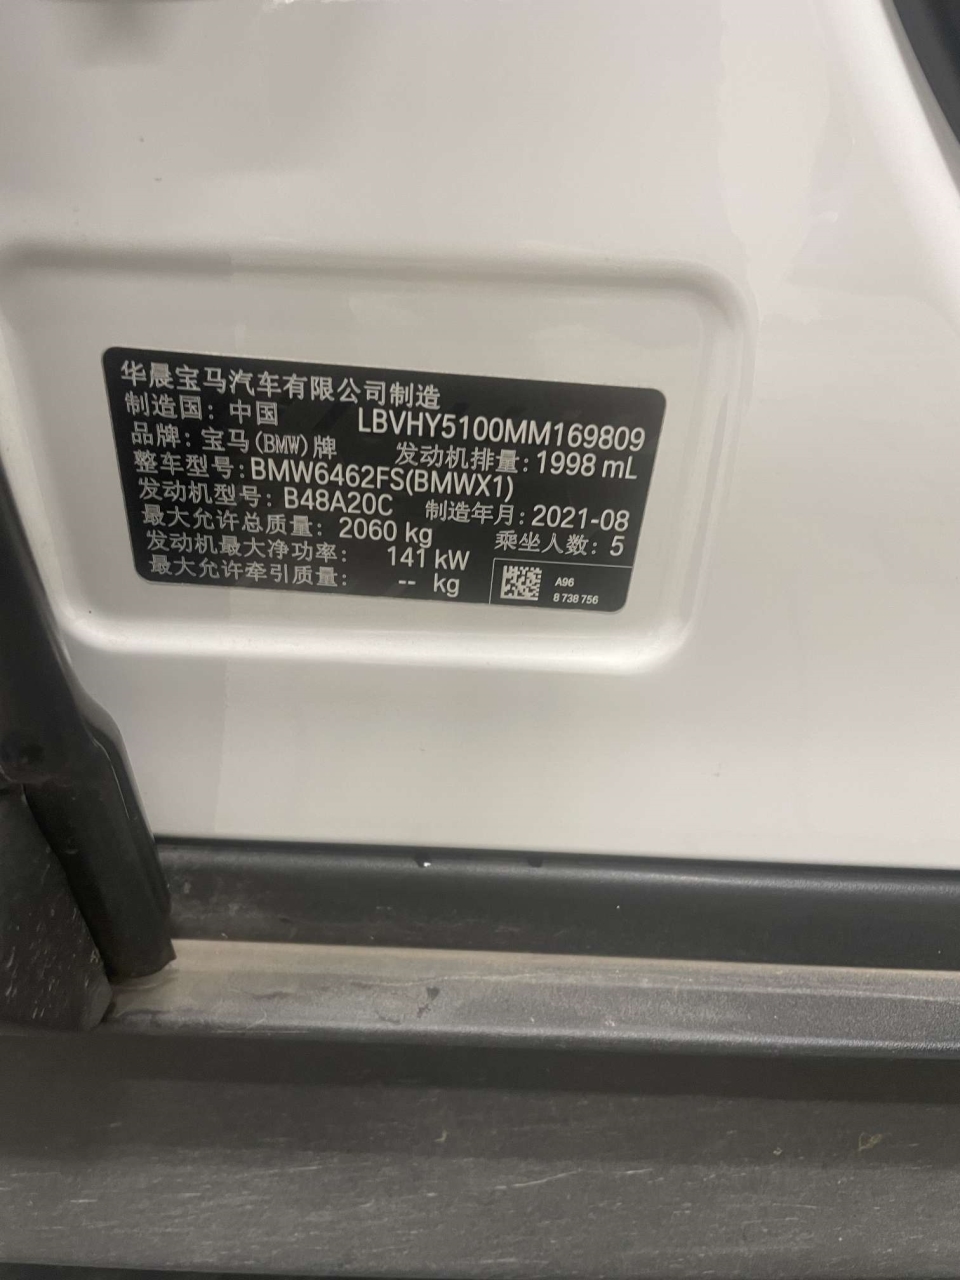 华晨宝马汽车有限公司制造
制造国：中国 LBVHY5100MM169809
品牌：宝马(BMW)牌 发动机排量：1998 mL
整车型号：BMW6462FS(BMWX1)
发动机型号：B48A20C 制造年月：2021-08
最大允许总质量：2060 kg 乘坐人数：5
发动机最大净功率：141 kW
最大允许牵引质量：-- kg
A96
8 738 756